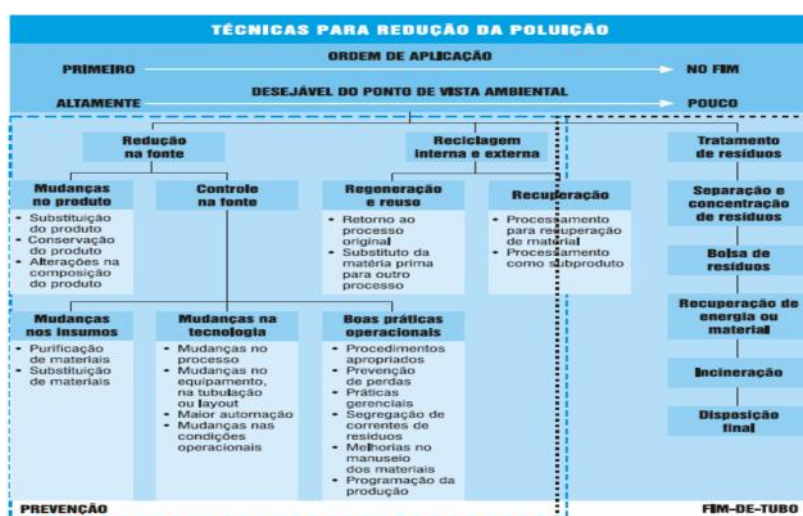 TÉCNICAS PARA REDUÇÃO DA POLUIÇÃO
ORDEM DE APLICAÇÃO
PRIMEIRO
NO FIM
DESEJÁVEL DO PONTO DE VISTA AMBIENTAL
ALTAMENTE
POUCO
Redução
na fonte
Reciclagem
interna e externa
Tratamento
de resíduos
Mudanças
no produto
• Substituição
do produto
• Conservação
do produto
• Alterações na
composição
do produto
Controle
na fonte
Regeneração
e reuso
• Retorno ao
processo
original
• Substituto da
matéria prima
para outro
processo
Recuperação
• Processamento
para recuperação
de material
• Processamento
como subproduto
Separação e
concentração
de resíduos
Bolsa de
resíduos
Recuperação de
energia ou
material
Incineração
Disposição
final
Mudanças
nos insumos
• Purificação
de materiais
• Substituição
de materiais
Mudanças na
tecnologia
• Mudanças no
processo
• Mudanças no
equipamento,
na tubulação
ou layout
• Maior automação
• Mudanças nas
condições
operacionais
Boas práticas
operacionais
• Procedimentos
apropriados
• Prevenção
de perdas
• Práticas
gerenciais
• Segregação de
correntes de
resíduos
• Melhorias no
manuseio
dos materiais
• Programação da
produção
PREVENÇÃO
FIM-DE-TUBO